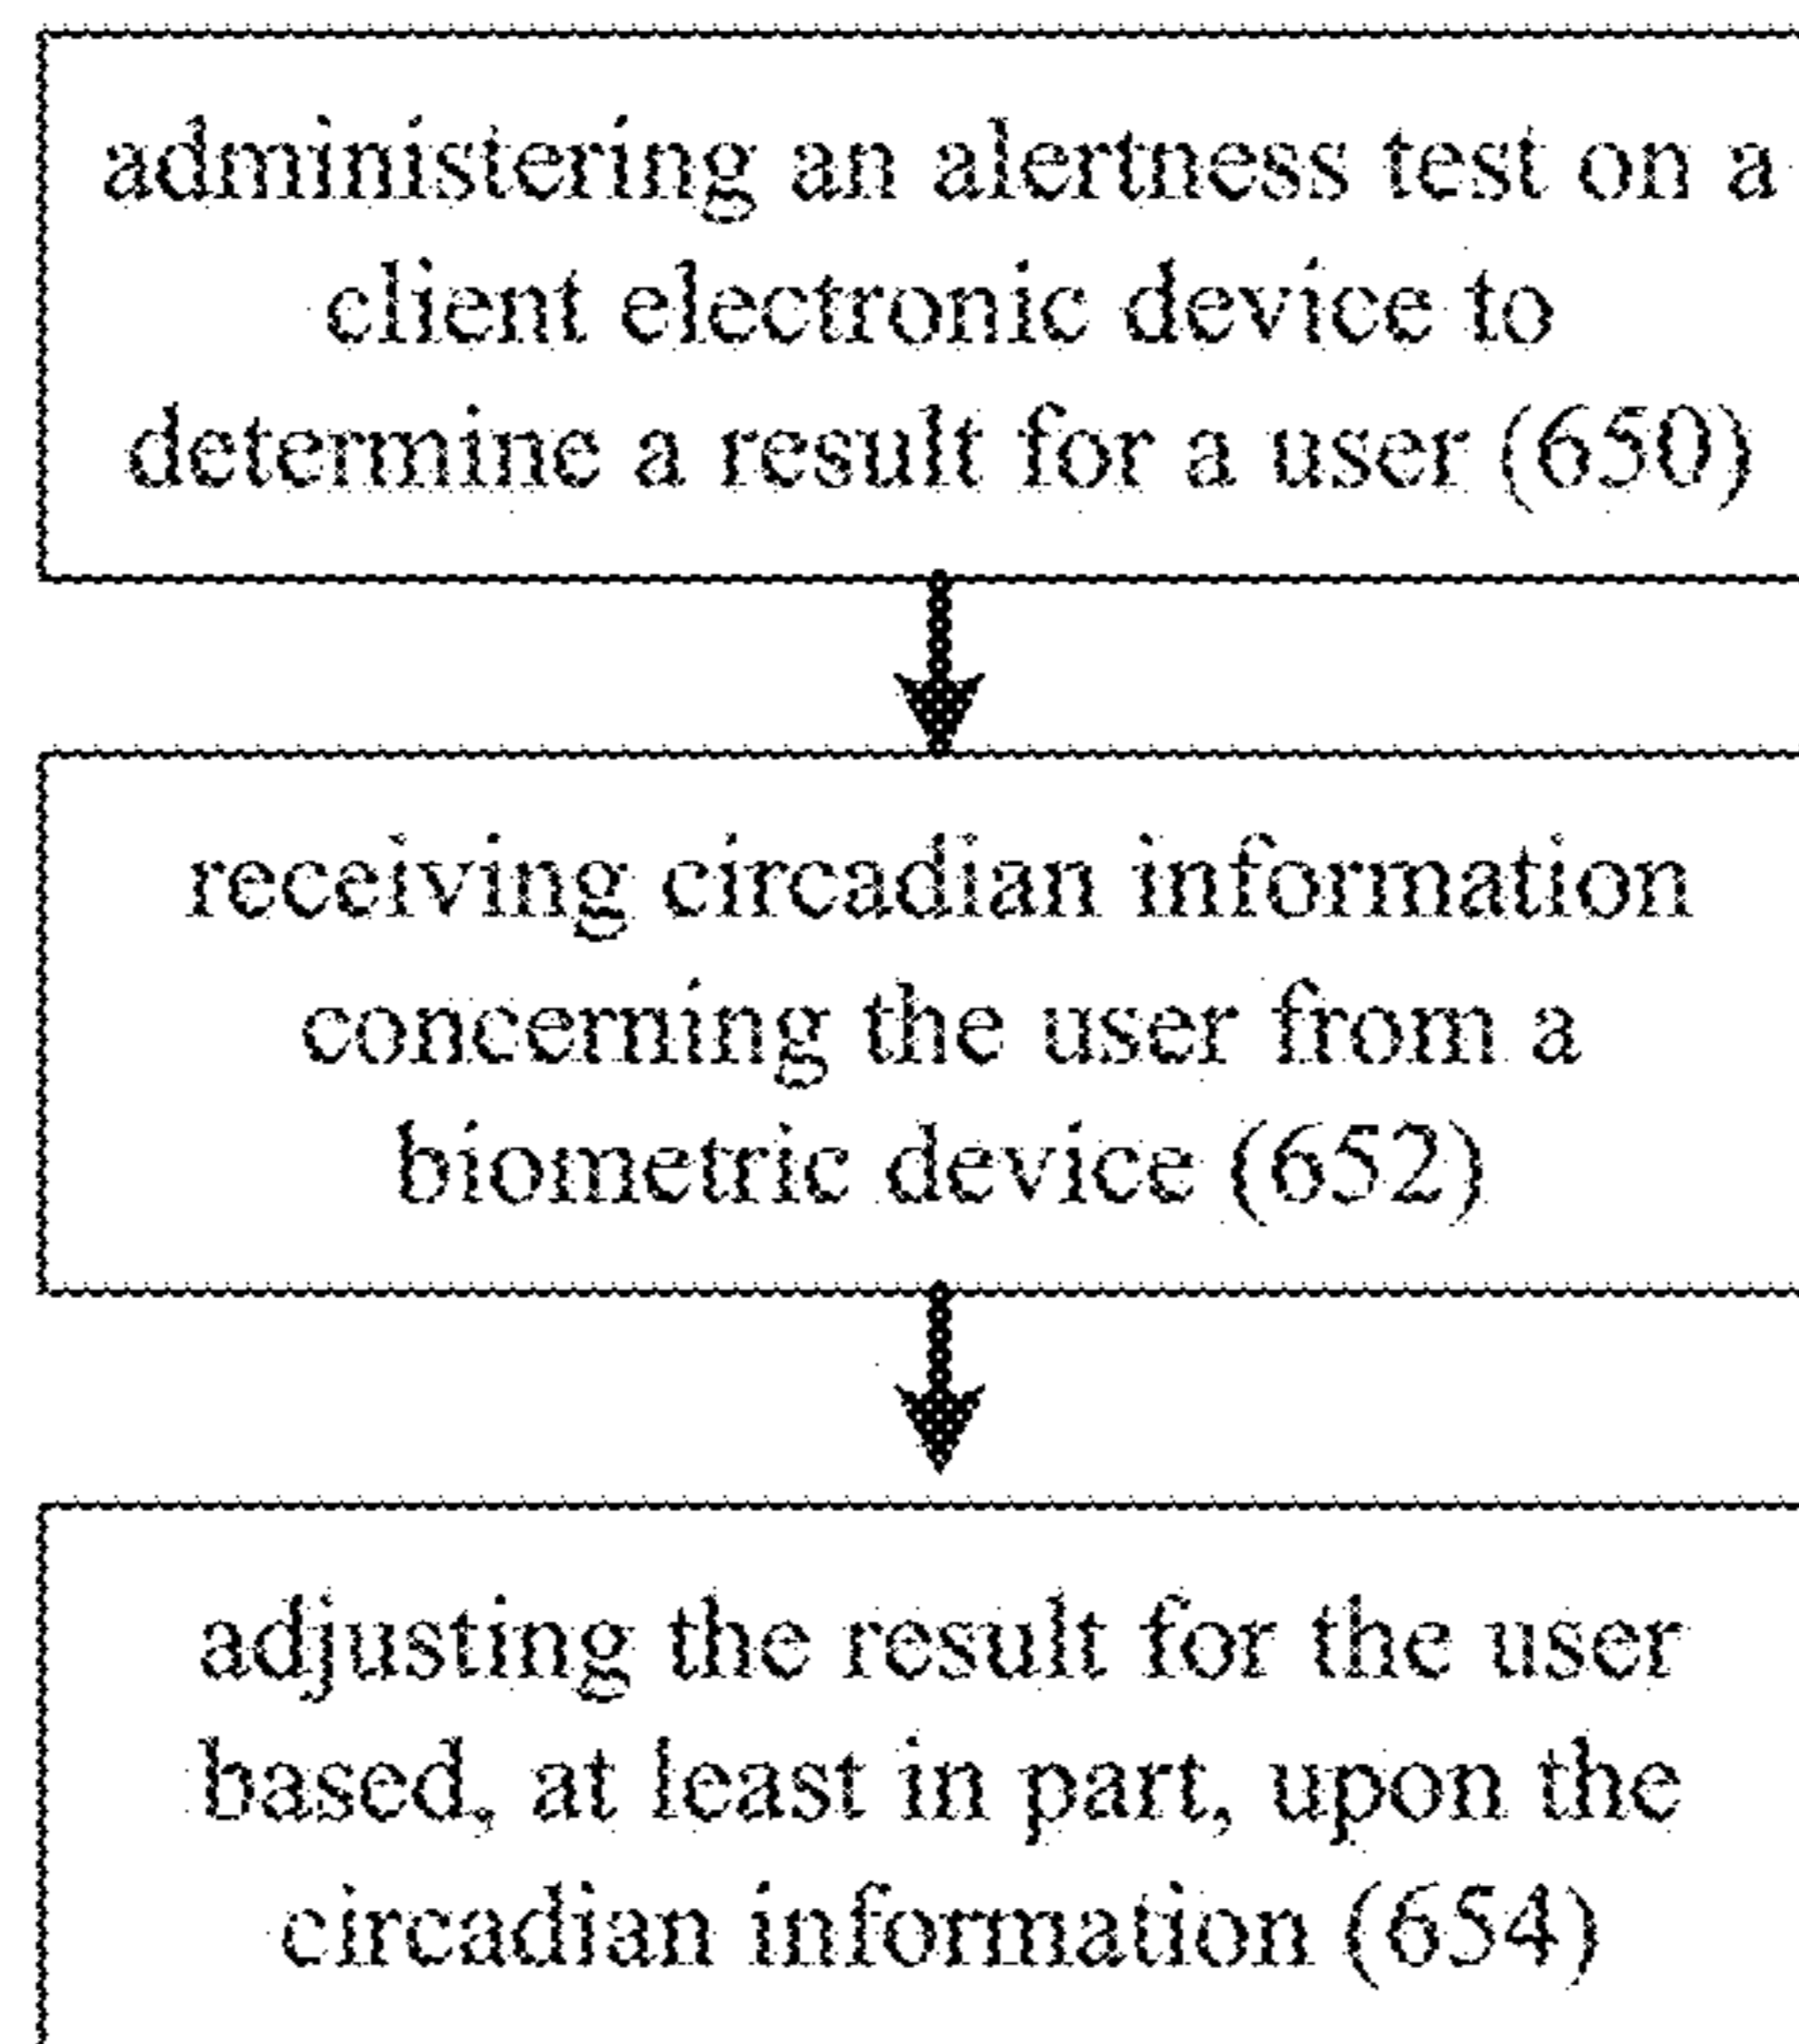 administering an alertness test on a
client electronic device to
determine a result for a user (650)
receiving circadian information
concerning the user from a
biometric device (652)
adjusting the result for the user
based, at least in part, upon the
circadian information (654)